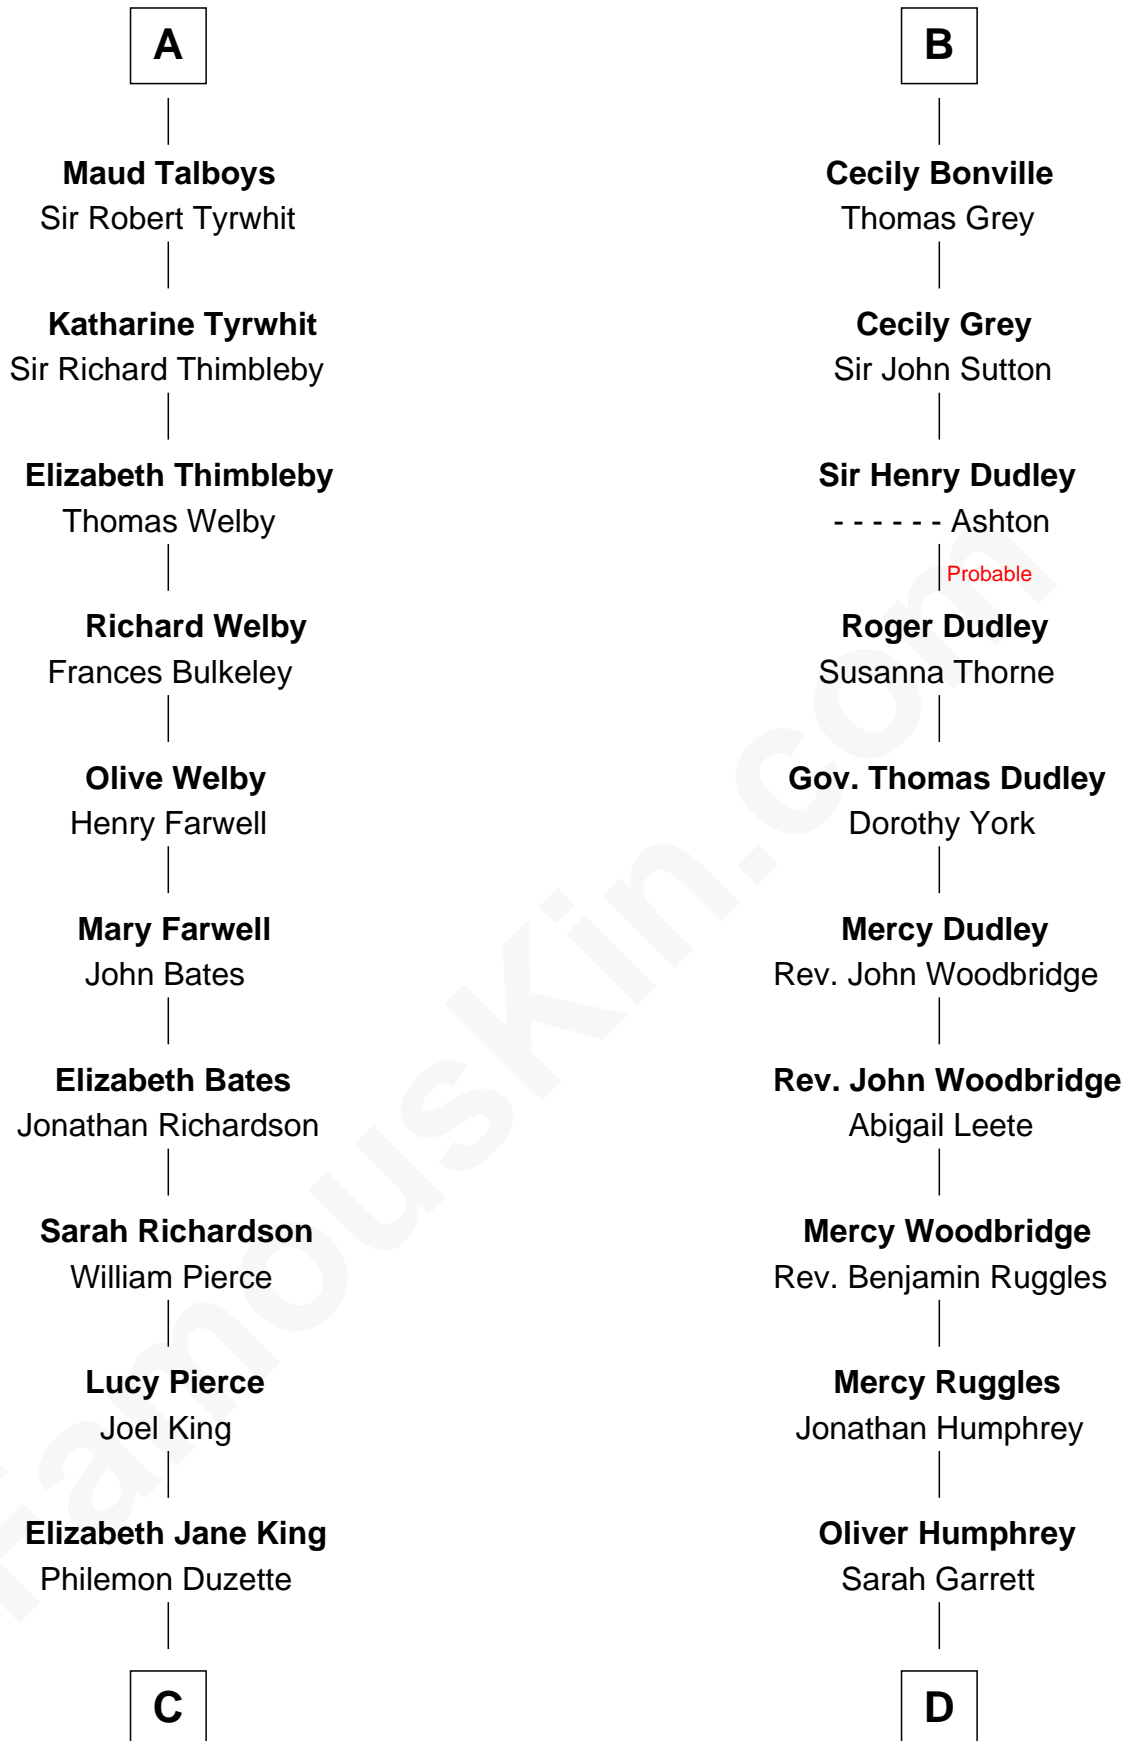 A
Maud Talboys
Sir Robert Tyrwhit
Katharine Tyrwhit
Sir Richard Thimbleby
Elizabeth Thimbleby
Thomas Welby
Richard Welby
Frances Bulkeley
Olive Welby
Henry Farwell
Mary Farwell
John Bates
Elizabeth Bates
Jonathan Richardson
Sarah Richardson
William Pierce
Lucy Pierce
Joel King
Elizabeth Jane King
Philemon Duzette
C
B
Cecily Bonville
Thomas Grey
Cecily Grey
Sir John Sutton
Sir Henry Dudley
- - - - - - Ashton
Probable
Roger Dudley
Susanna Thorne
Gov. Thomas Dudley
Dorothy York
Mercy Dudley
Rev. John Woodbridge
Rev. John Woodbridge
Abigail Leete
Mercy Woodbridge
Rev. Benjamin Ruggles
Mercy Ruggles
Jonathan Humphrey
Oliver Humphrey
Sarah Garrett
D
FamousKin.com